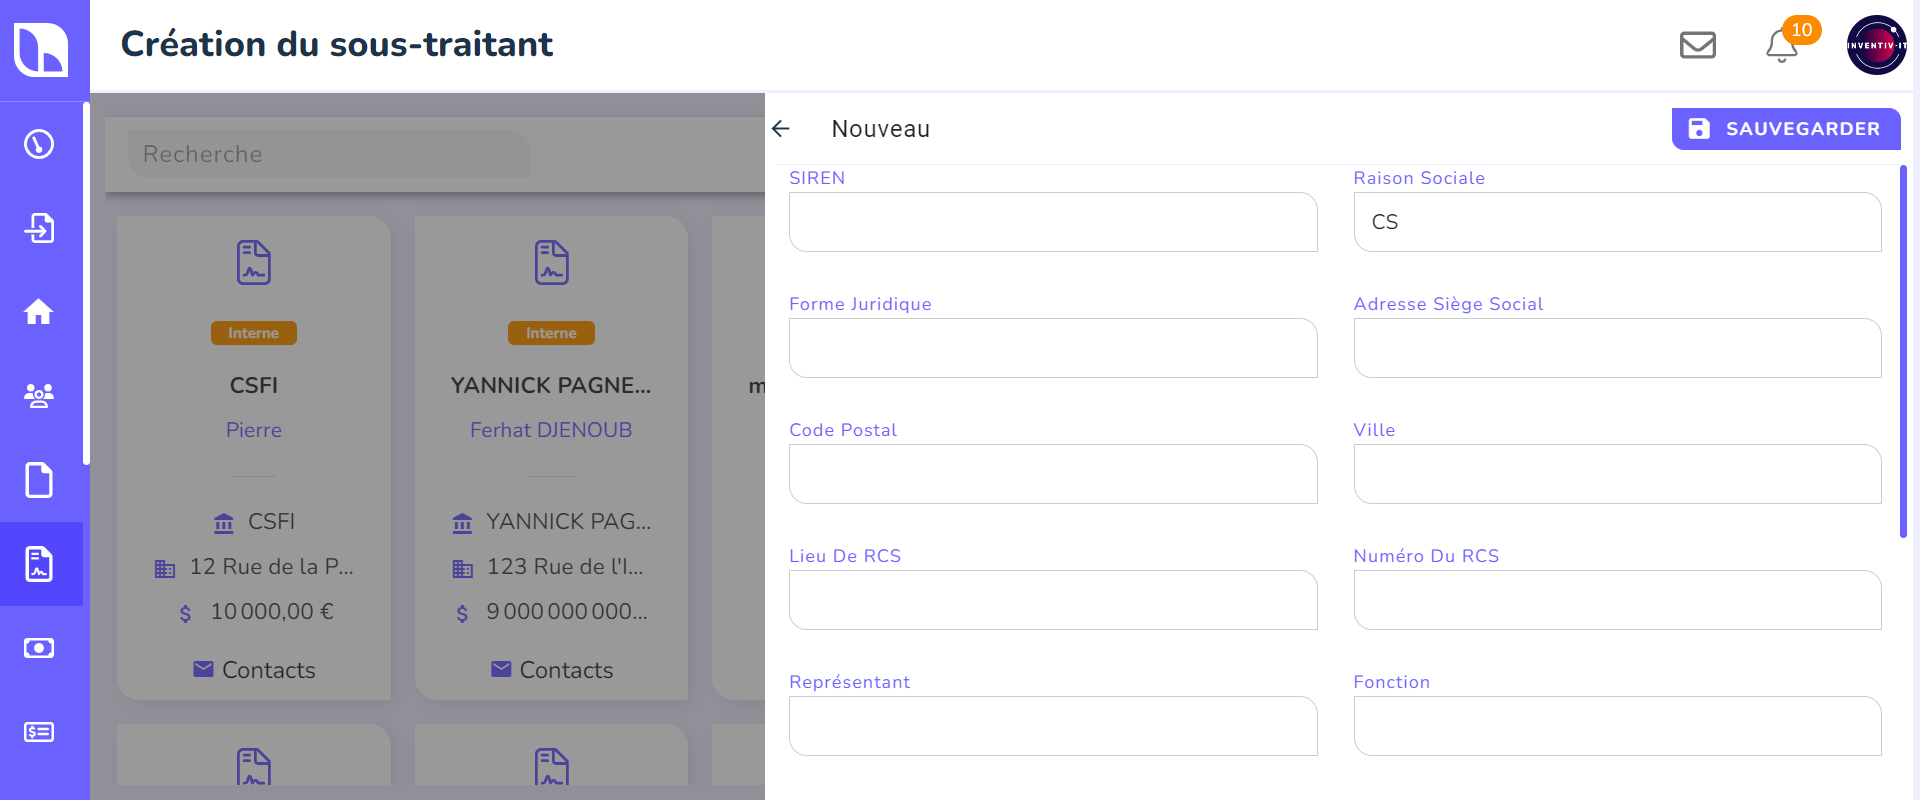 Création du sous-traitant
10
INVENTIV-IT
Recherche
Interne
CSFI
Pierre
CSFI
12 Rue de la P...
10 000,00 €
Contacts
Interne
YANNICK PAGNE...
Ferhat DJENOUB
YANNICK PAG...
123 Rue de l'I...
9 000 000 000...
Contacts
m
Nouveau
SAUVEGARDER
SIREN
Raison Sociale
CS
Forme Juridique
Adresse Siège Social
Code Postal
Ville
Lieu De RCS
Numéro Du RCS
Représentant
Fonction